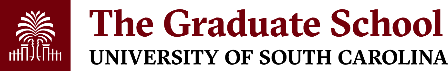 The Graduate School
UNIVERSITY OF SOUTH CAROLINA